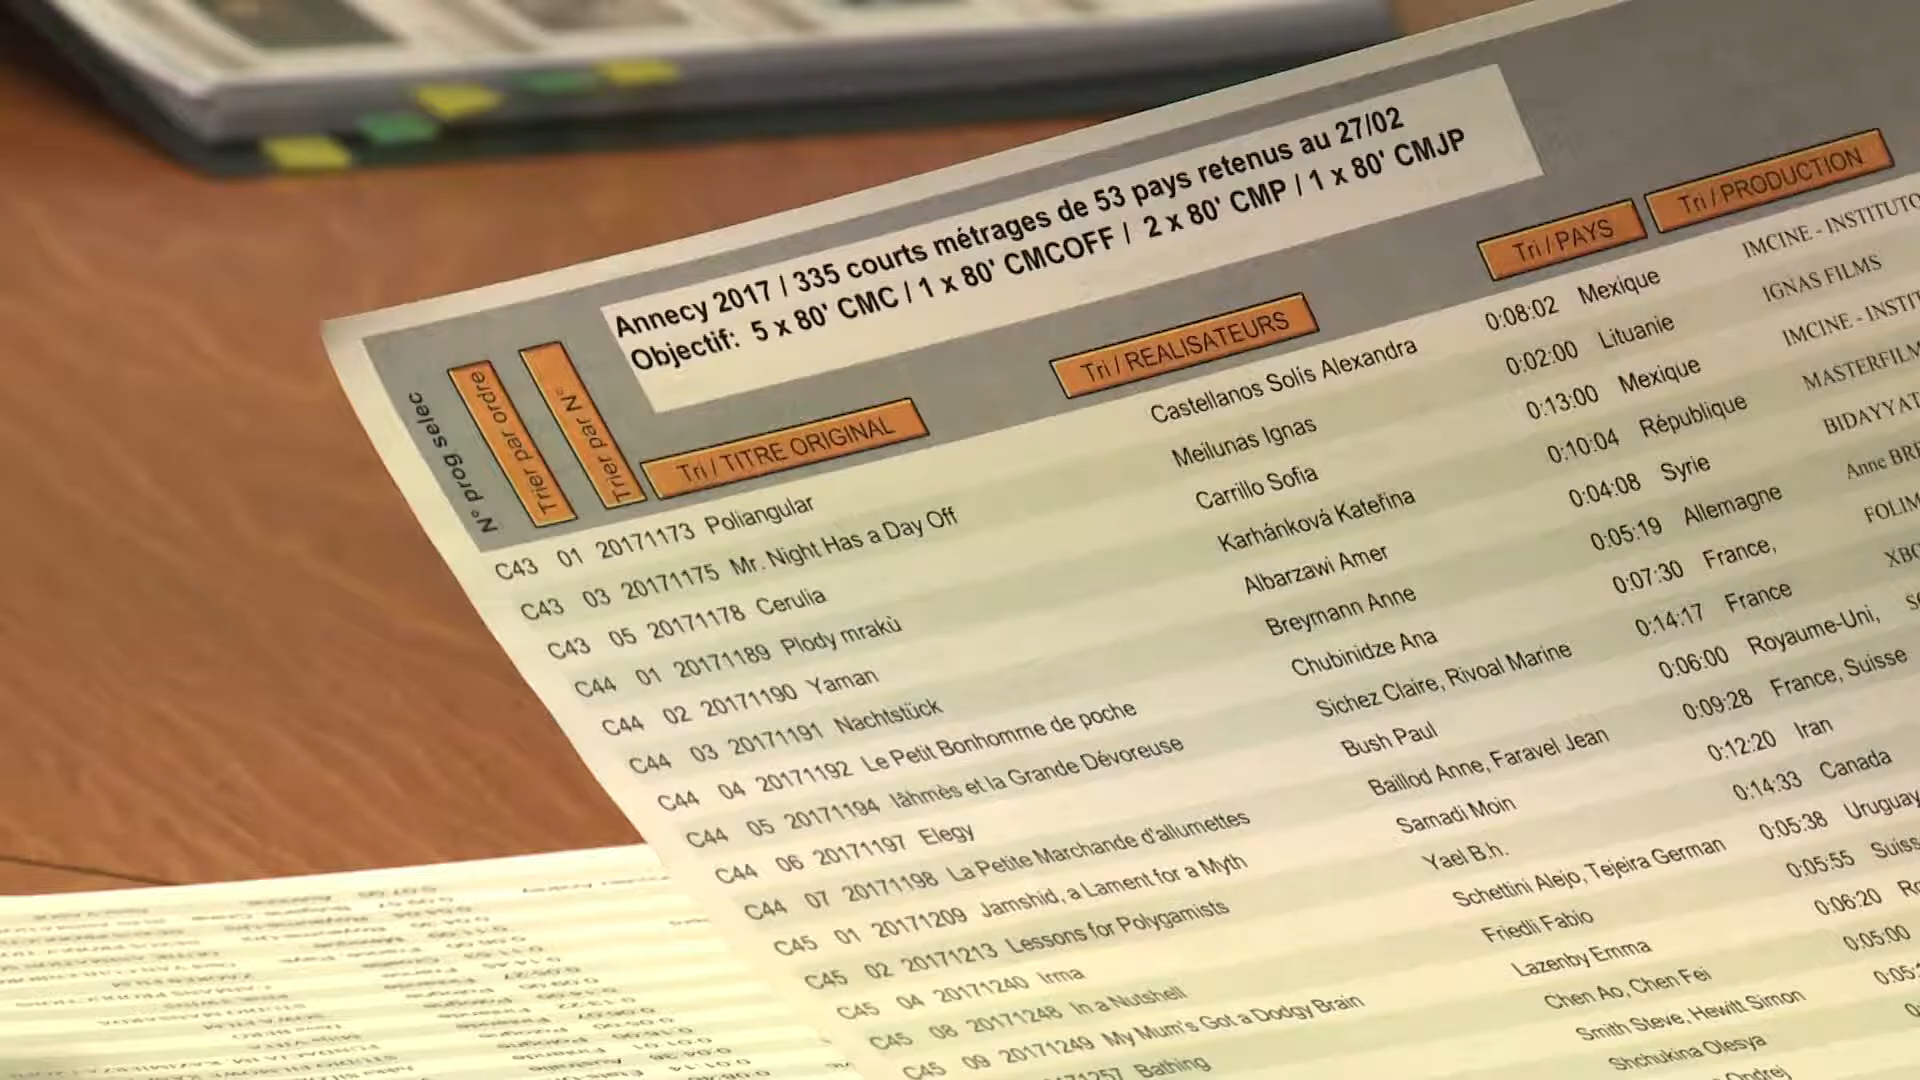 Annecy 2017 / 335 courts métrages de 53 pays retenus au 27/02
Objectif: 5 x 80' CMC / 1 x 80' CMCOFF / 2 x 80' CMP / 1 x 80' CMJP
N° prog selec Trier par ordre Trier par N° Tri / TITRE ORIGINAL Tri / REALISATEURS Tri / PAYS Tri / PRODUCTION
C43 01 20171173 Poliangular Castellanos Solís Alexandra 0:08:02 Mexique IMCINE - INSTITUTO
C43 03 20171175 Mr. Night Has a Day Off Meilunas Ignas 0:02:00 Lituanie IGNAS FILMS
C43 05 20171178 Cerulia Carrillo Sofia 0:13:00 Mexique IMCINE - INSTIT
C44 01 20171189 Plody mraků Karhánková Kateřina 0:10:04 République MASTERFILM
C44 02 20171190 Yaman Albarzawi Amer 0:04:08 Syrie BIDAYYAT
C44 03 20171191 Nachtstück Breymann Anne 0:05:19 Allemagne Anne BRE
C44 04 20171192 Le Petit Bonhomme de poche Chubinidze Ana 0:07:30 France, FOLIM
C44 05 20171194 Iâhmès et la Grande Dévoreuse Sichez Claire, Rivoal Marine 0:14:17 France XBO
C44 06 20171197 Elegy Bush Paul 0:06:00 Royaume-Uni,
C44 07 20171198 La Petite Marchande d'allumettes Baillod Anne, Faravel Jean 0:09:28 France, Suisse
C45 01 20171209 Jamshid, a Lament for a Myth Samadi Moin 0:12:20 Iran
C45 02 20171213 Lessons for Polygamists Yael B.h. 0:14:33 Canada
C45 04 20171240 Irma Schettini Alejo, Tejeira German 0:05:38 Uruguay
C45 08 20171248 In a Nutshell Friedli Fabio 0:05:55 Suiss
C45 09 20171249 My Mum's Got a Dodgy Brain Lazenby Emma 0:06:20 Ro
71257 Bathing Chen Ao, Chen Fei 0:05:00
Smith Steve, Hewitt Simon 0:05:
Shchukina Olesya
Ondrej